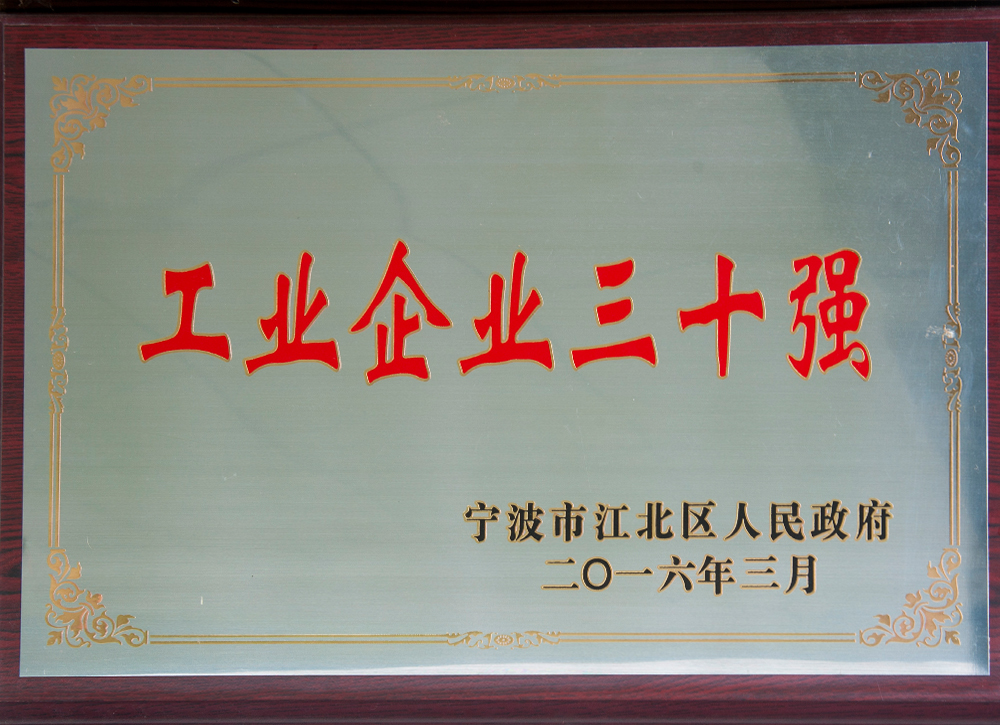 工业企业三十强
宁波市江北区人民政府
二〇一六年三月